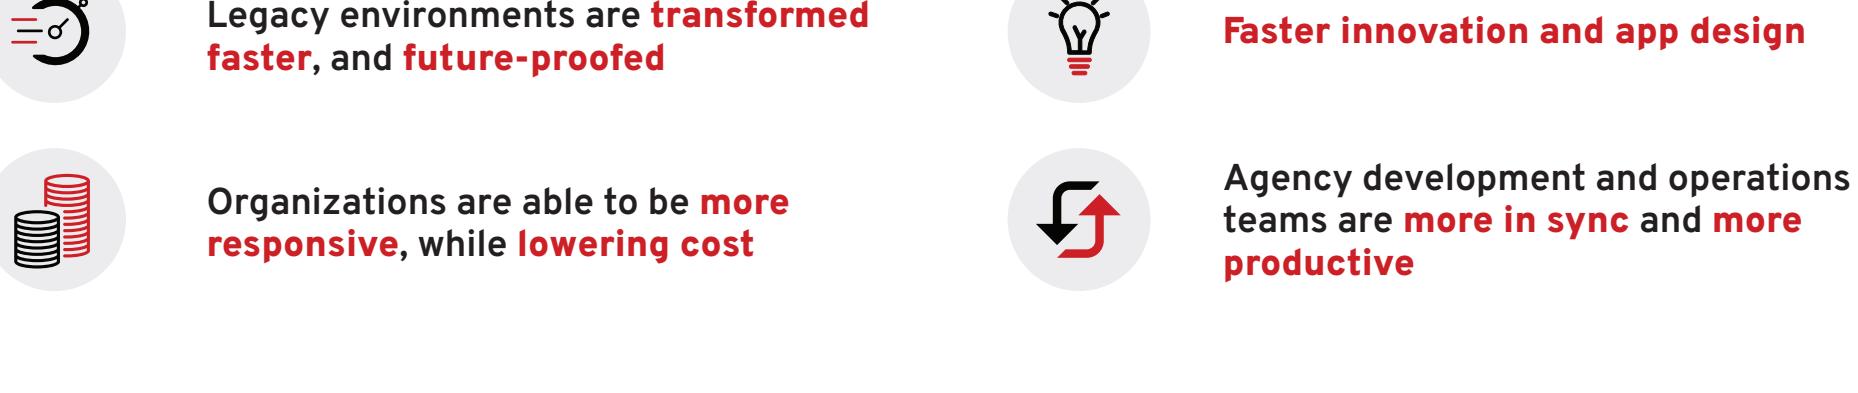 Legacy environments are transformed
faster, and future-proofed
Faster innovation and app design
Organizations are able to be more
responsive, while lowering cost
Agency development and operations
teams are more in sync and more
productive